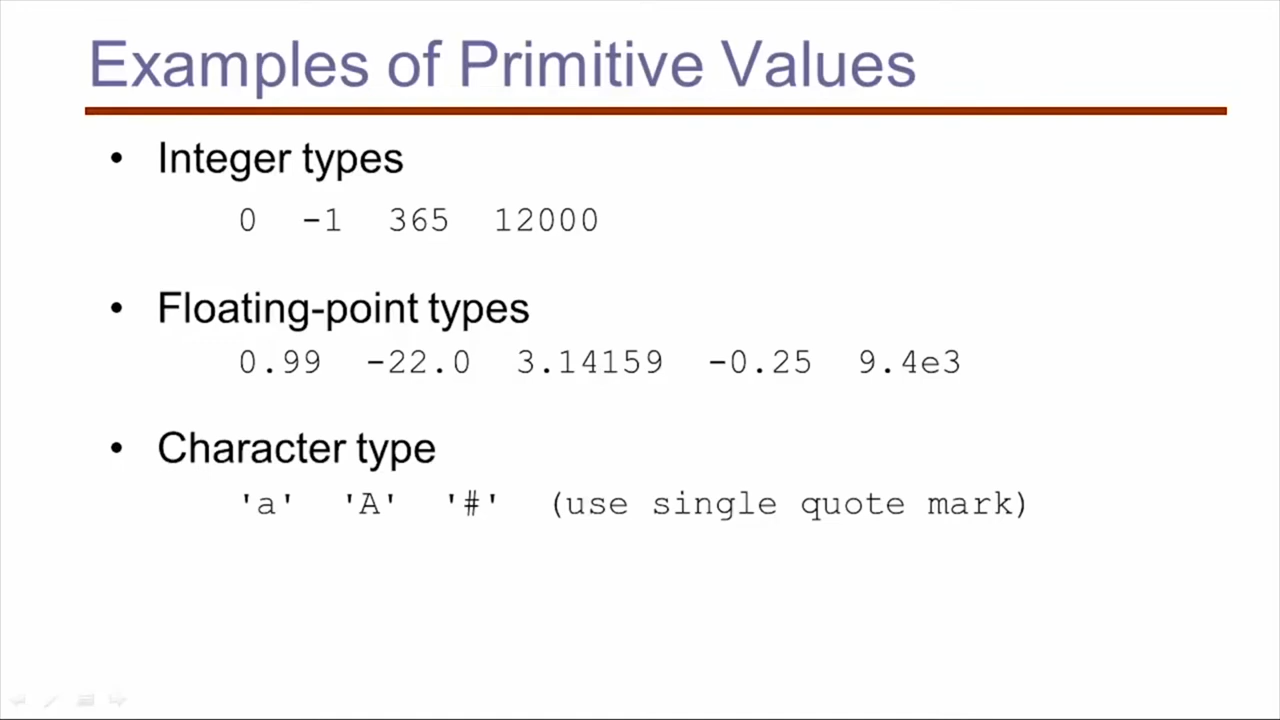 Examples of Primitive Values
• Integer types
0 -1 365 12000
• Floating-point types
0.99 -22.0 3.14159 -0.25 9.4e3
• Character type
'a' 'A' '#' (use single quote mark)